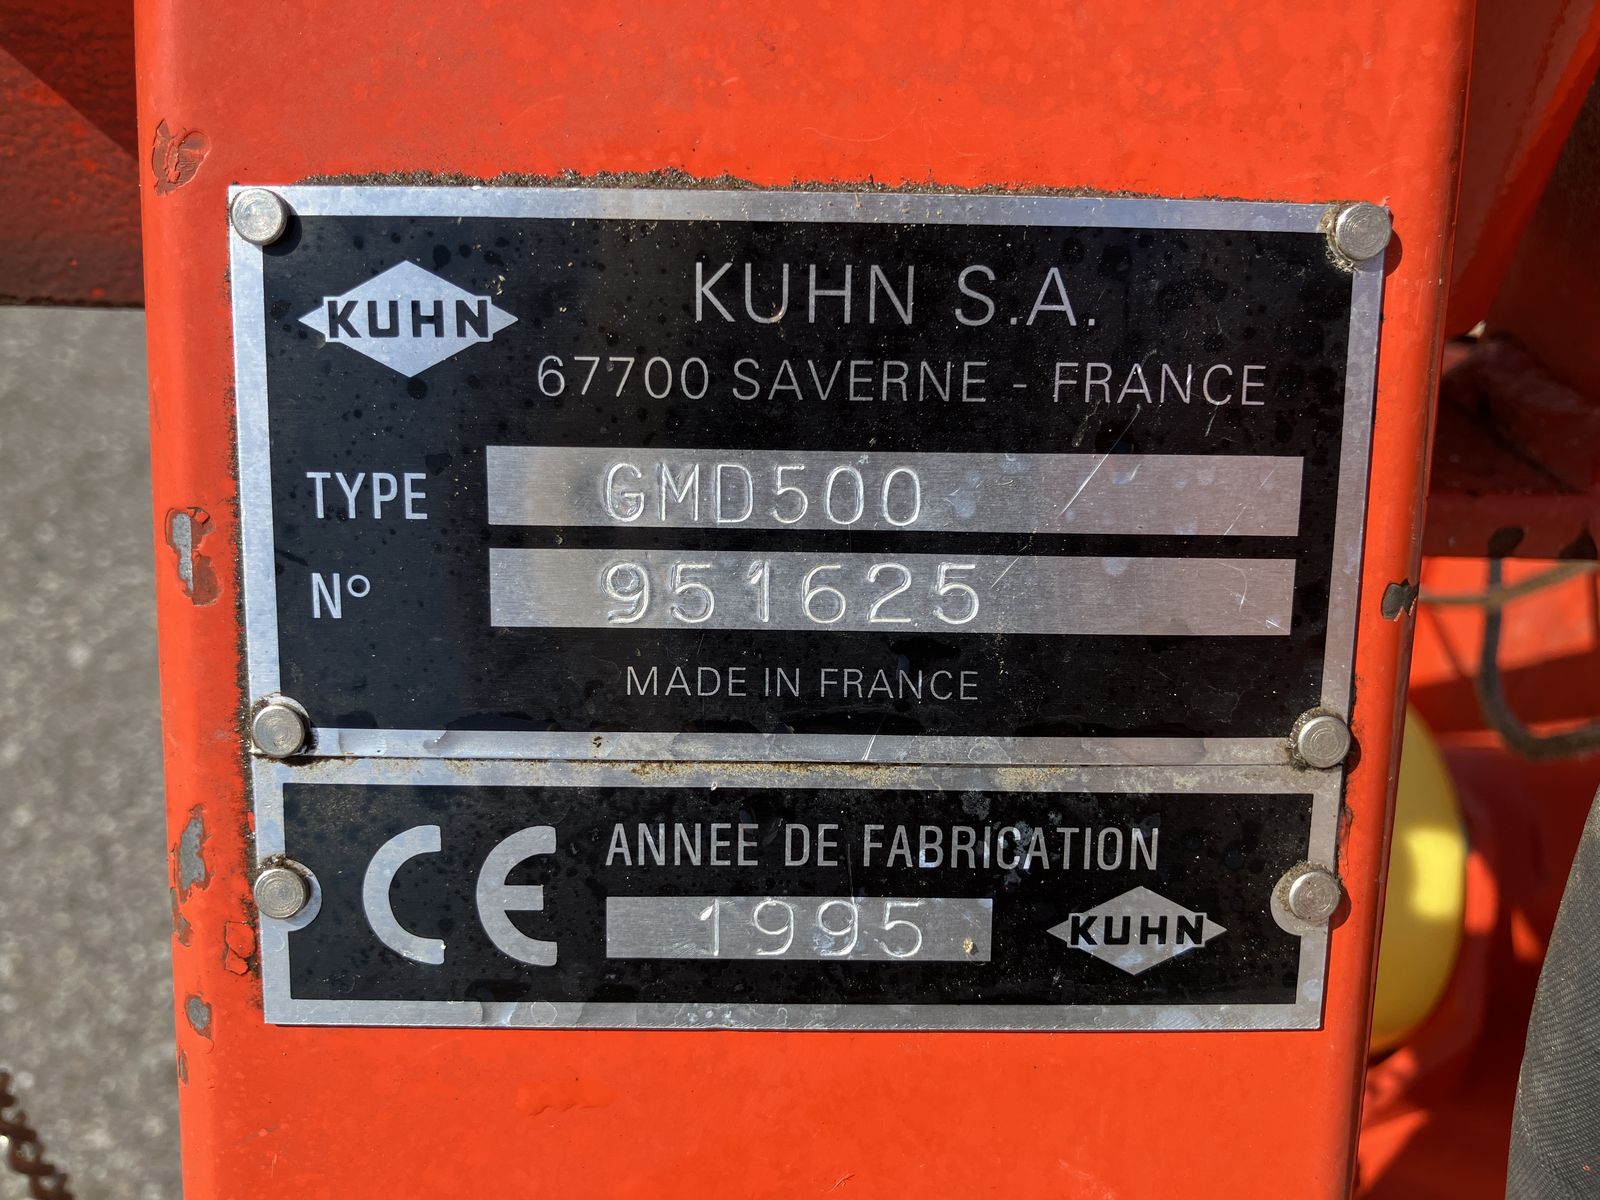 KUHN
KUHN S.A.
67700 SAVERNE - FRANCE
TYPE GMD500
N° 951625
MADE IN FRANCE
CE
ANNEE DE FABRICATION
1995
KUHN